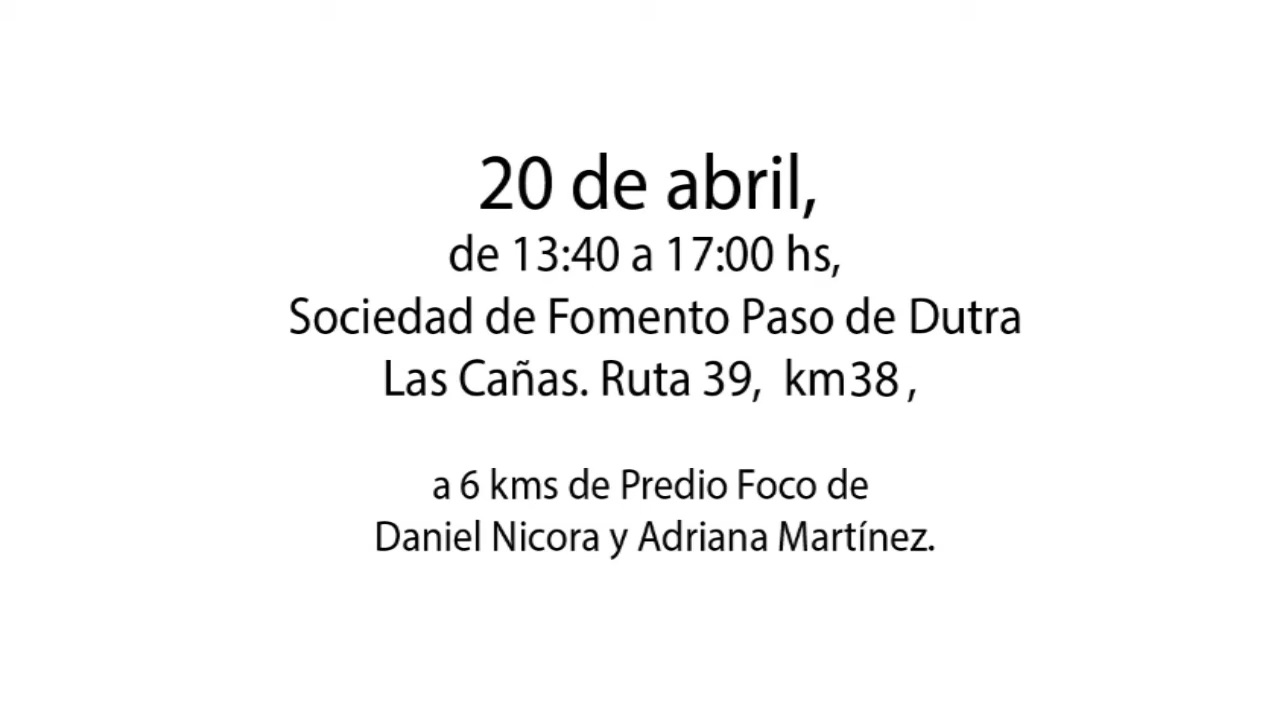 20 de abril,
de 13:40 a 17:00 hs,
Sociedad de Fomento Paso de Dutra
Las Cañas. Ruta 39, km38 ,
a 6 kms de Predio Foco de
Daniel Nicora y Adriana Martínez.